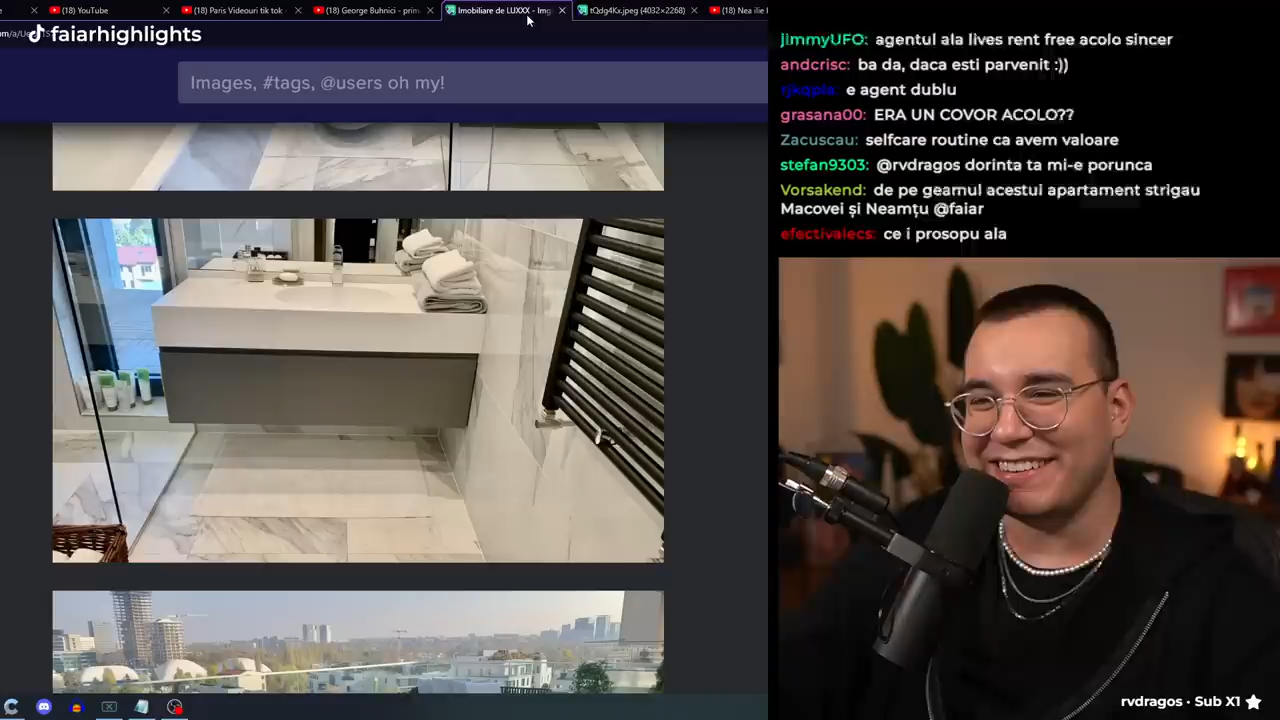 (18) YouTube
(18) Paris Videouri tik tok
(18) George Buhnici - prim
Imobiliare de LUXXX - Img
tQdg4Kx.jpeg (4032×2268)
(18) Nea ilie
faiarhighlights
Images, #tags, @users oh my!
jimmyUFO: agentul ala lives rent free acolo sincer
andcrisc: ba da, daca esti parvenit :))
e agent dublu
grasana00: ERA UN COVOR ACOLO??
Zacuscau: selfcare routine ca avem valoare
stefan9303: @rvdragos dorinta ta mi-e porunca
Vorsakend: de pe geamul acestui apartament strigau
Macovei și Neamțu @faiar
efectivalecs: ce i prosopu ala
rvdragos · Sub X1